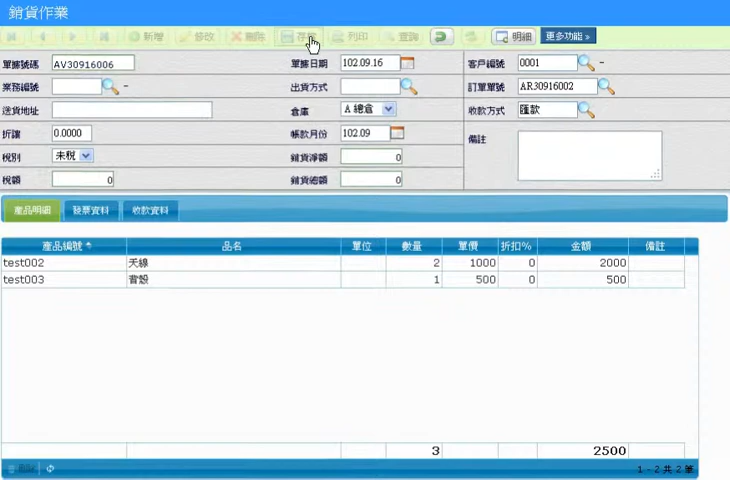 銷貨作業
新增 修改 刪除 存檔 列印 查詢 明細 更多功能 »
單據號碼 AV30916006 單據日期 102.09.16 客戶編號 0001 -
業務編號 - 出貨方式 訂單單號 AR30916002
送貨地址 倉庫 A 總倉 收款方式 匯款
折讓 0.0000 帳款月份 102.09 備註
稅別 未稅 銷貨淨額 0
稅額 0 銷貨總額 0
產品明細 發票資料 收款資料
產品編號 品名 單位 數量 單價 折扣% 金額 備註
test002 天線 2 1000 0 2000
test003 背殼 1 500 0 500
3 2500
1 - 2 共 2 筆